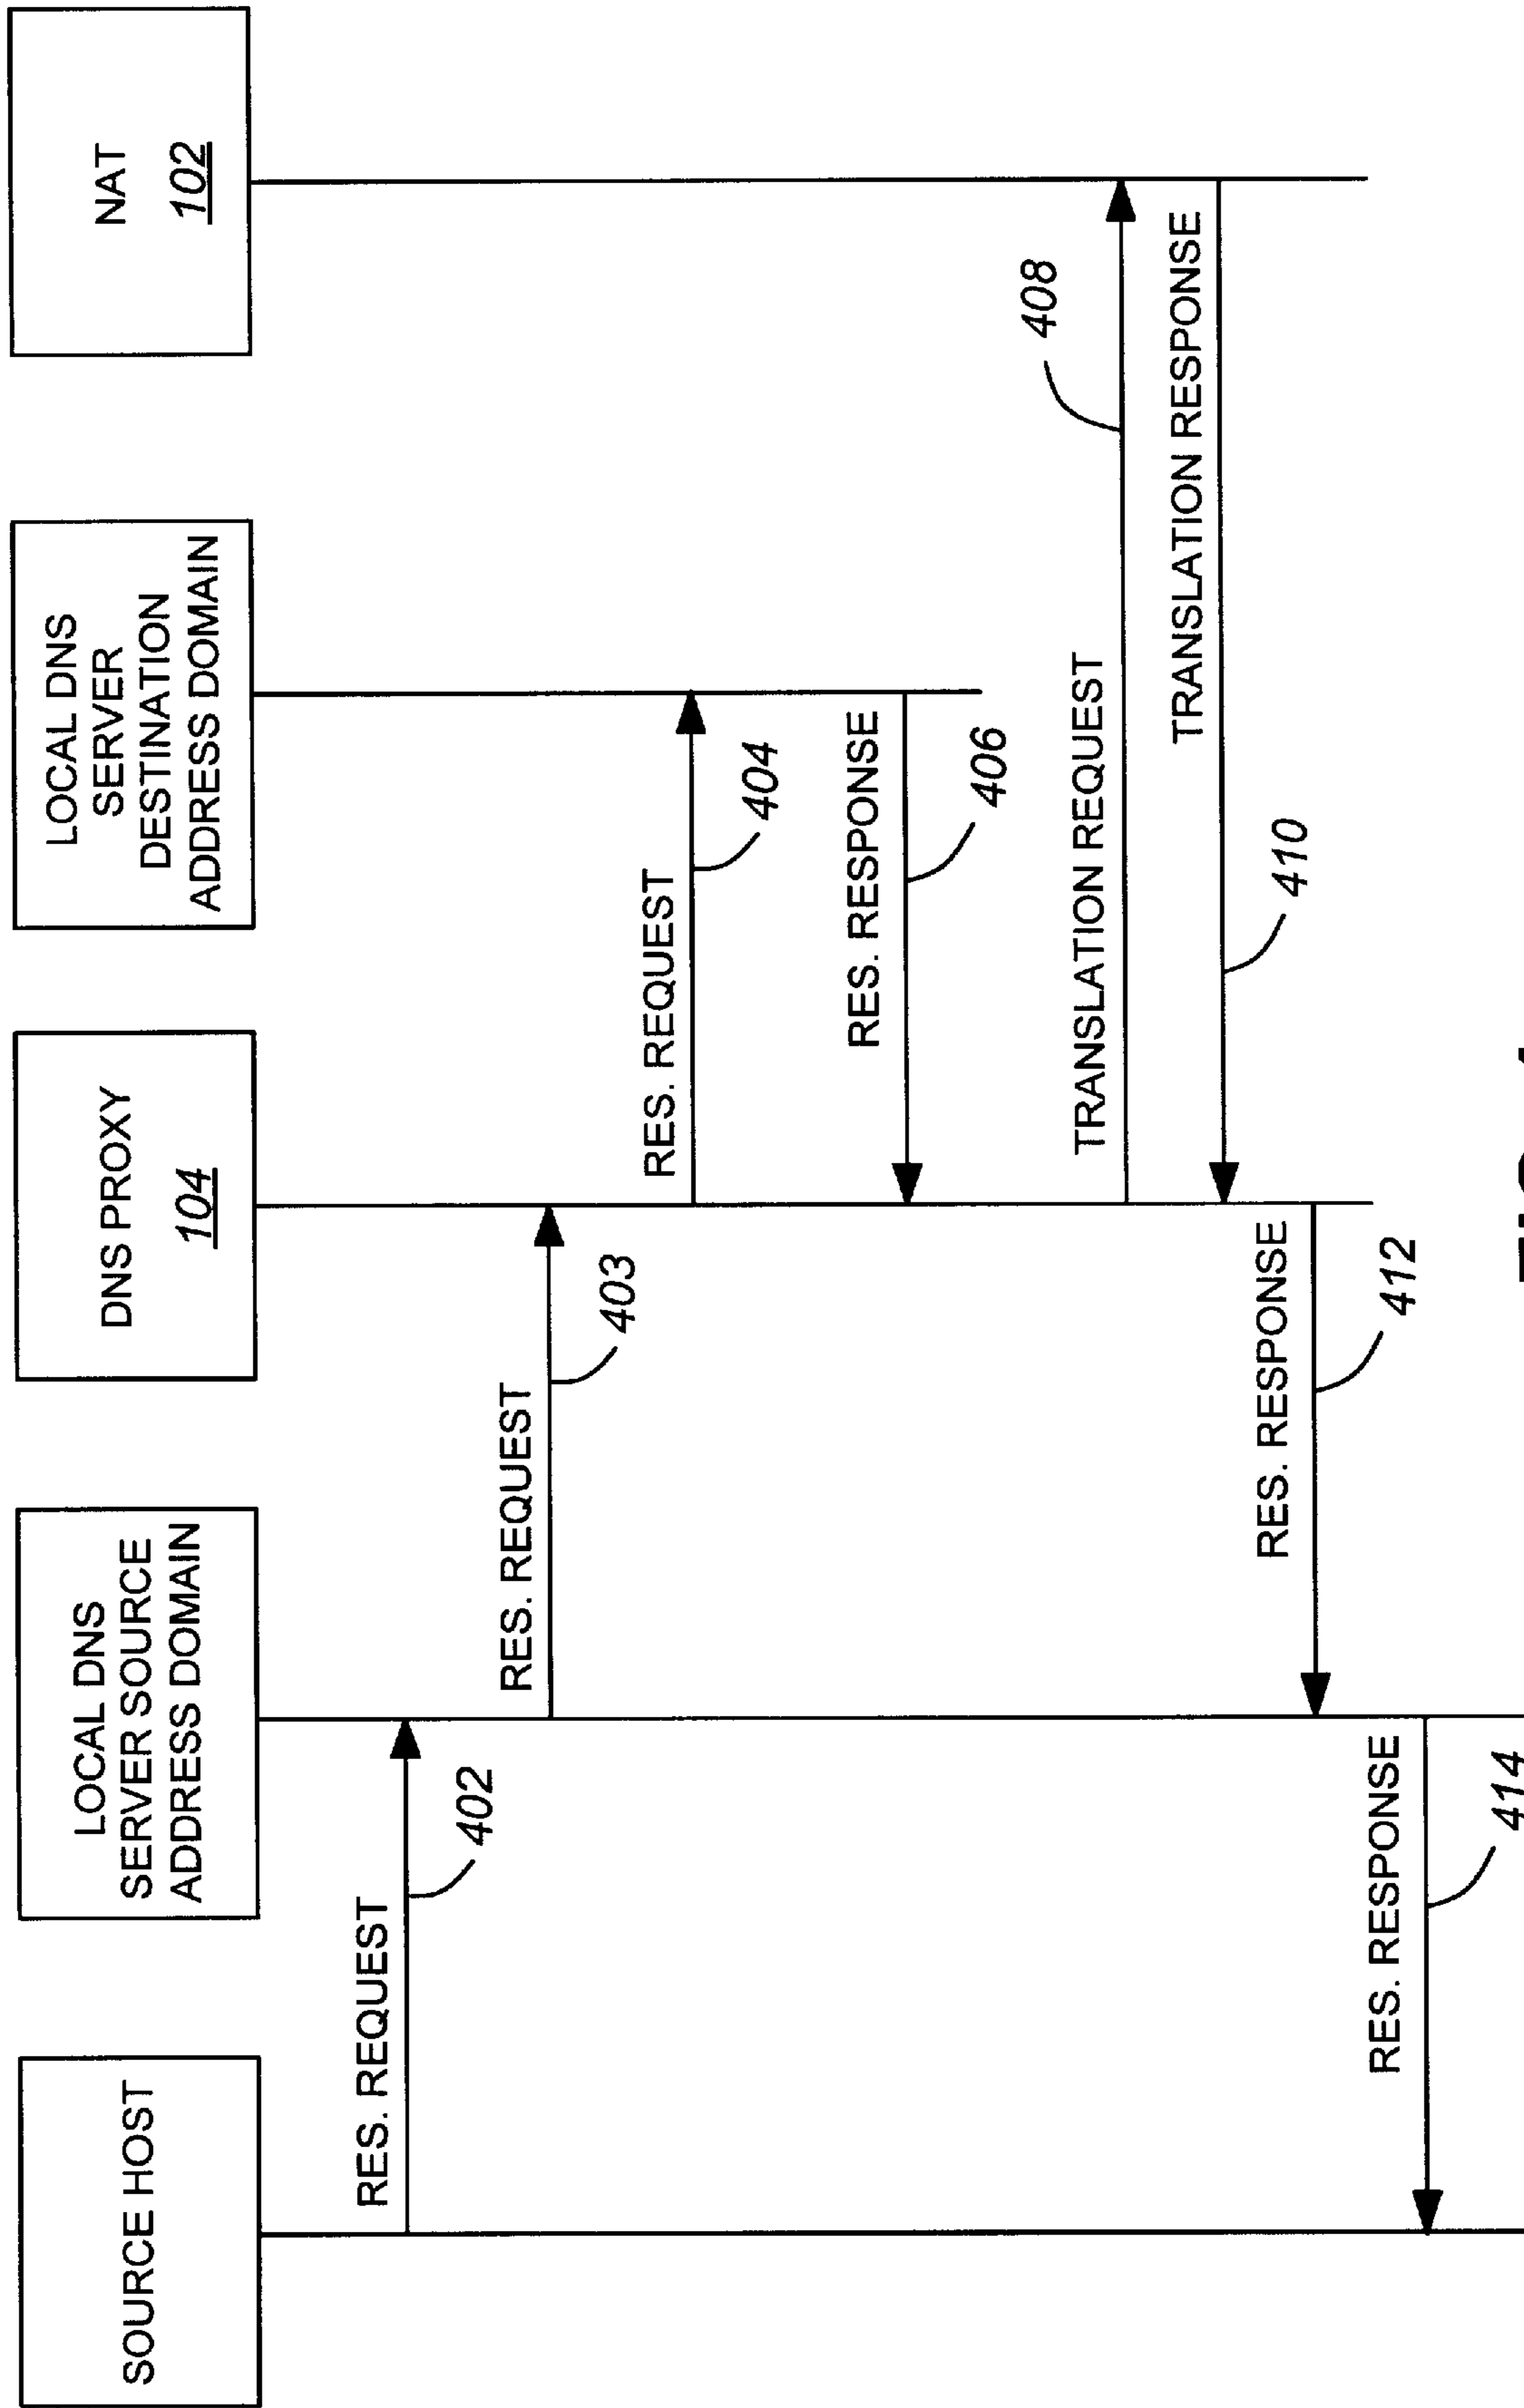 SOURCE HOST
LOCAL DNS
SERVER SOURCE
ADDRESS DOMAIN
DNS PROXY
104
LOCAL DNS
SERVER
DESTINATION
ADDRESS DOMAIN
NAT
102
RES. REQUEST
402
RES. REQUEST
403
RES. REQUEST
404
RES. RESPONSE
406
TRANSLATION REQUEST
408
TRANSLATION RESPONSE
410
RES. RESPONSE
412
RES. RESPONSE
414